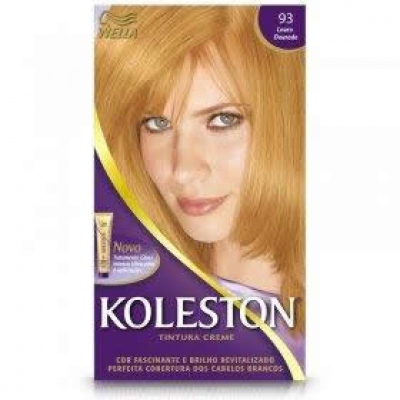 WELLA
93
Louro
Dourado
Novo
KOLESTON
TINTURA CREME
COR FASCINANTE E BRILHO REVITALIZADO
PERFEITA COBERTURA DOS CABELOS BRANCOS